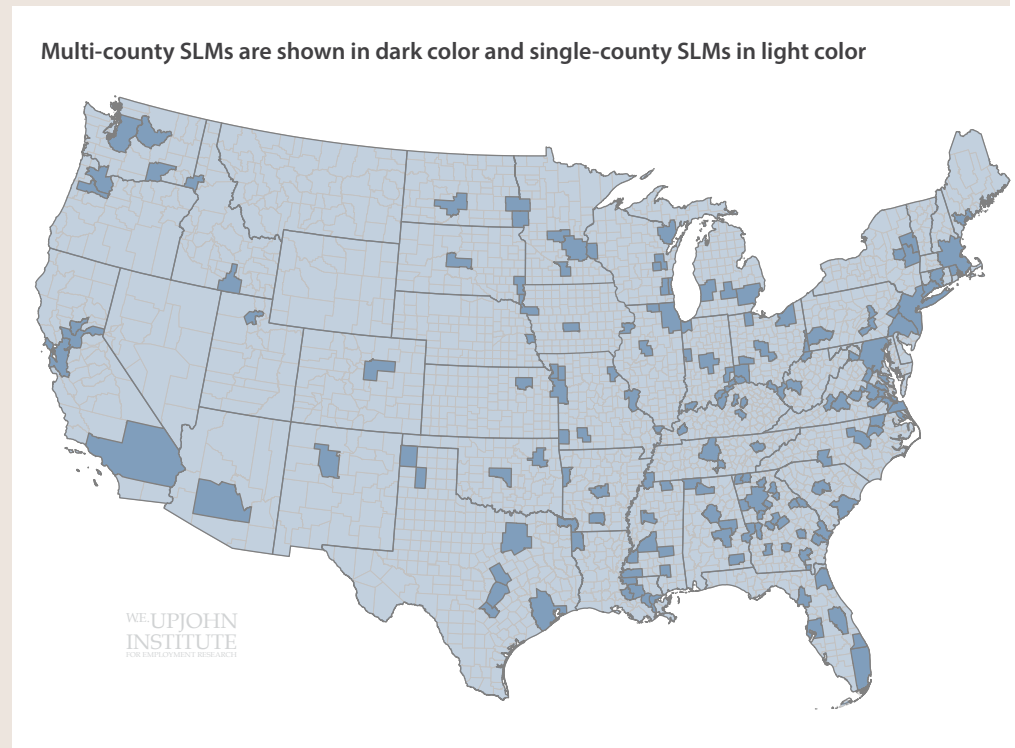 Multi-county SLMs are shown in dark color and single-county SLMs in light color
W.E. UPJOHN
INSTITUTE
FOR EMPLOYMENT RESEARCH